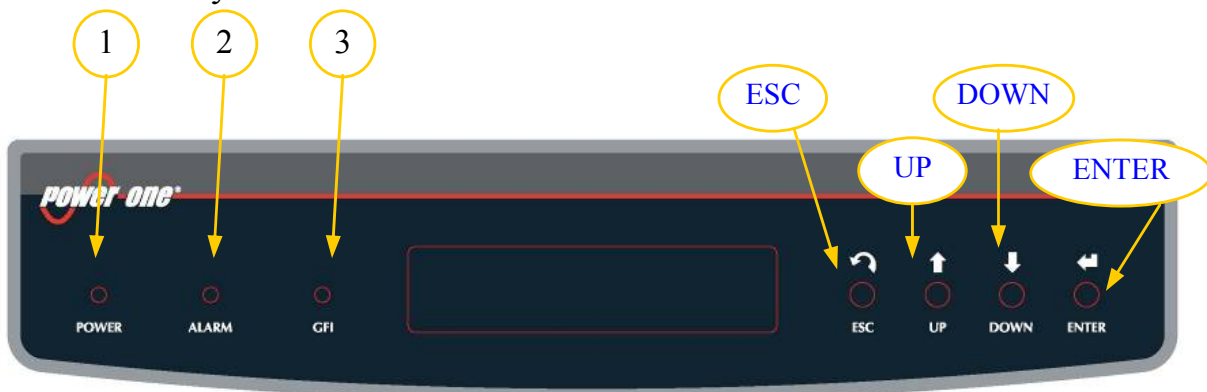 1 2 3
ESC DOWN
UP ENTER
power-one®
POWER ALARM GFI ESC UP DOWN ENTER